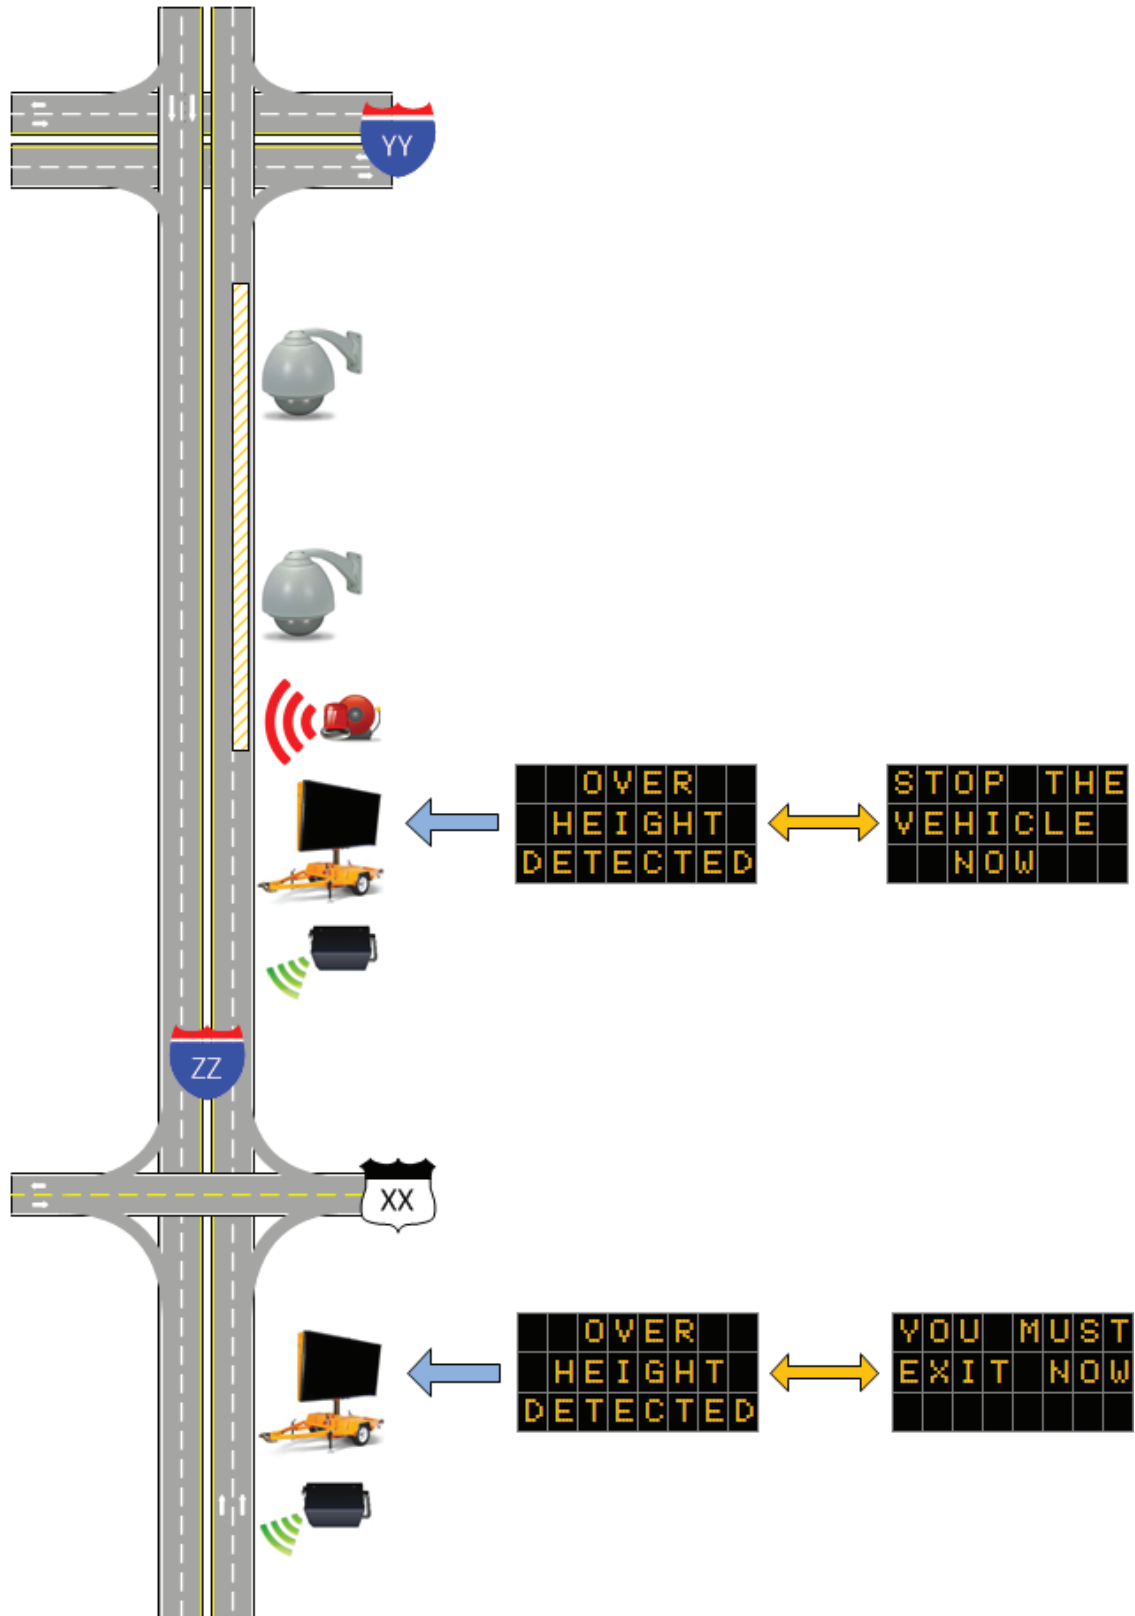 YY
OVER
HEIGHT
DETECTED
STOP THE
VEHICLE
NOW
ZZ
XX
OVER
HEIGHT
DETECTED
YOU MUST
EXIT NOW